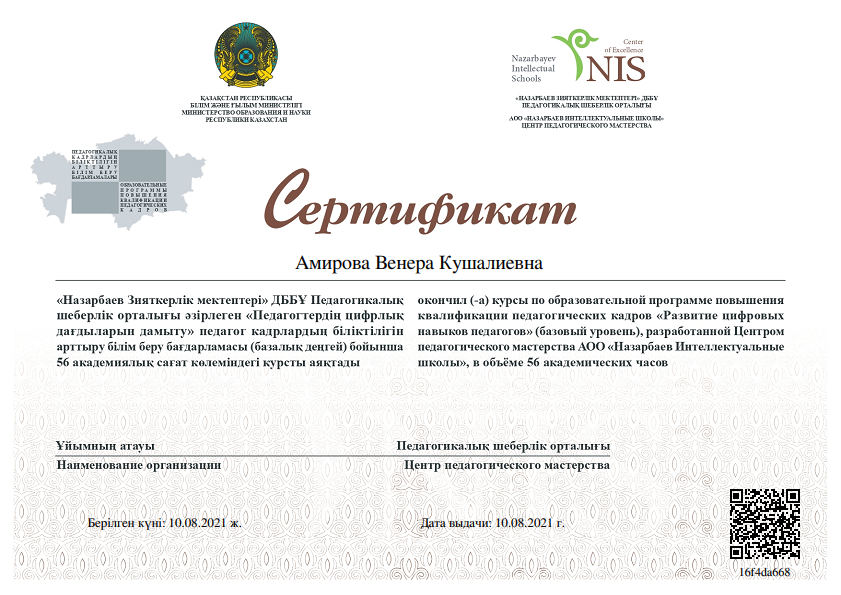 ҚАЗАҚСТАН РЕСПУБЛИКАСЫ
БІЛІМ ЖӘНЕ ҒЫЛЫМ МИНИСТРЛІГІ
МИНИСТЕРСТВО ОБРАЗОВАНИЯ И НАУКИ
РЕСПУБЛИКИ КАЗАХСТАН
Nazarbayev
Intellectual
Schools
Center
of Excellence
NIS
«НАЗАРБАЕВ ЗИЯТКЕРЛІК МЕКТЕПТЕРІ» ДББҰ
ПЕДАГОГИКАЛЫҚ ШЕБЕРЛІК ОРТАЛЫҒЫ
АОО «НАЗАРБАЕВ ИНТЕЛЛЕКТУАЛЬНЫЕ ШКОЛЫ»
ЦЕНТР ПЕДАГОГИЧЕСКОГО МАСТЕРСТВА
ПЕДАГОГИКАЛЫҚ
КАДРЛАРДЫҢ
БІЛІКТІЛІГІН
АРТТЫРУ
БІЛІМ БЕРУ
БАҒДАРЛАМАЛАРЫ
ОБРАЗОВАТЕЛЬНЫЕ
ПРОГРАММЫ
ПОВЫШЕНИЯ
КВАЛИФИКАЦИИ
ПЕДАГОГИЧЕСКИХ
КАДРОВ
Сертификат
Амирова Венера Кушалиевна
«Назарбаев Зияткерлік мектептері» ДББҰ Педагогикалық
шеберлік орталығы әзірлеген «Педагогтердің цифрлық
дағдыларын дамыту» педагог кадрлардың біліктілігін
арттыру білім беру бағдарламасы (базалық деңгей) бойынша
56 академиялық сағат көлеміндегі курсты аяқтады
окончил (-а) курсы по образовательной программе повышения
квалификации педагогических кадров «Развитие цифровых
навыков педагогов» (базовый уровень), разработанной Центром
педагогического мастерства АОО «Назарбаев Интеллектуальные
школы», в объёме 56 академических часов
Ұйымның атауы
Педагогикалық шеберлік орталығы
Наименование организации
Центр педагогического мастерства
Берілген күні: 10.08.2021 ж.
Дата выдачи: 10.08.2021 г.
16f4da668